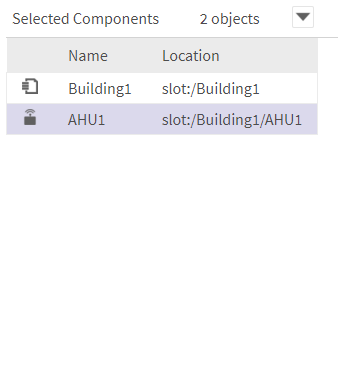 Selected Components 2 objects
Name Location
Building1 slot:/Building1
AHU1 slot:/Building1/AHU1